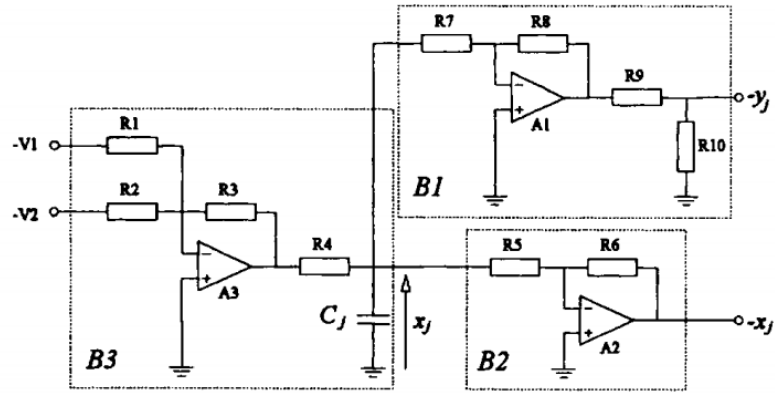 R7
R8
R9
-yj
A1
R10
B1
-V1
R1
-V2
R2
R3
R4
A3
Cj
xj
B3
R5
R6
A2
-xj
B2